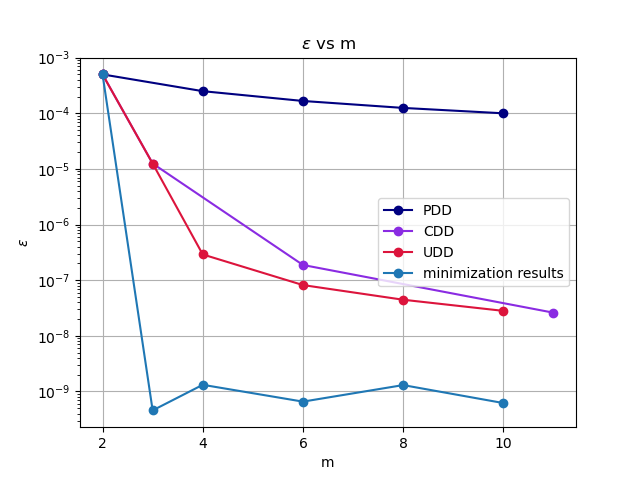 ε vs m
10⁻³
10⁻⁴
10⁻⁵
10⁻⁶
10⁻⁷
10⁻⁸
10⁻⁹
ε
PDD
CDD
UDD
minimization results
2 4 6 8 10
m